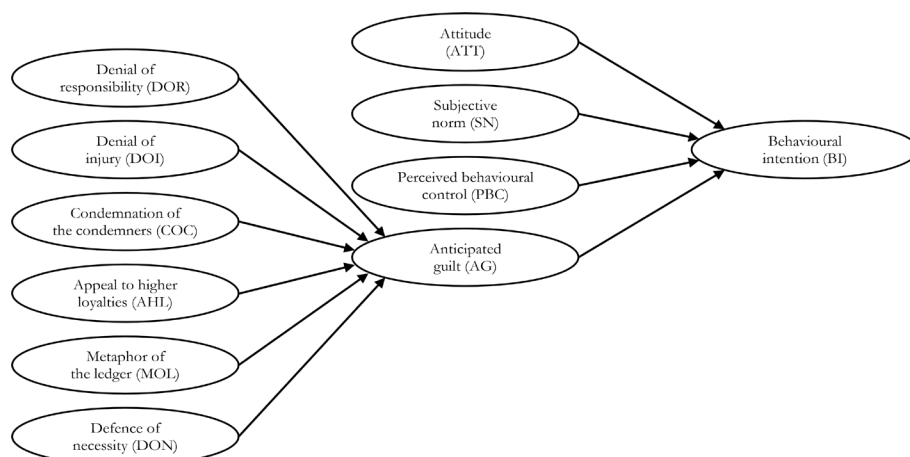 Attitude
(ATT)
Denial of
responsibility (DOR)
Subjective
norm (SN)
Denial of
injury (DOI)
Behavioural
intention (BI)
Perceived behavioural
control (PBC)
Condemnation of
the condemners (COC)
Anticipated
guilt (AG)
Appeal to higher
loyalties (AHL)
Metaphor of
the ledger (MOL)
Defence of
necessity (DON)